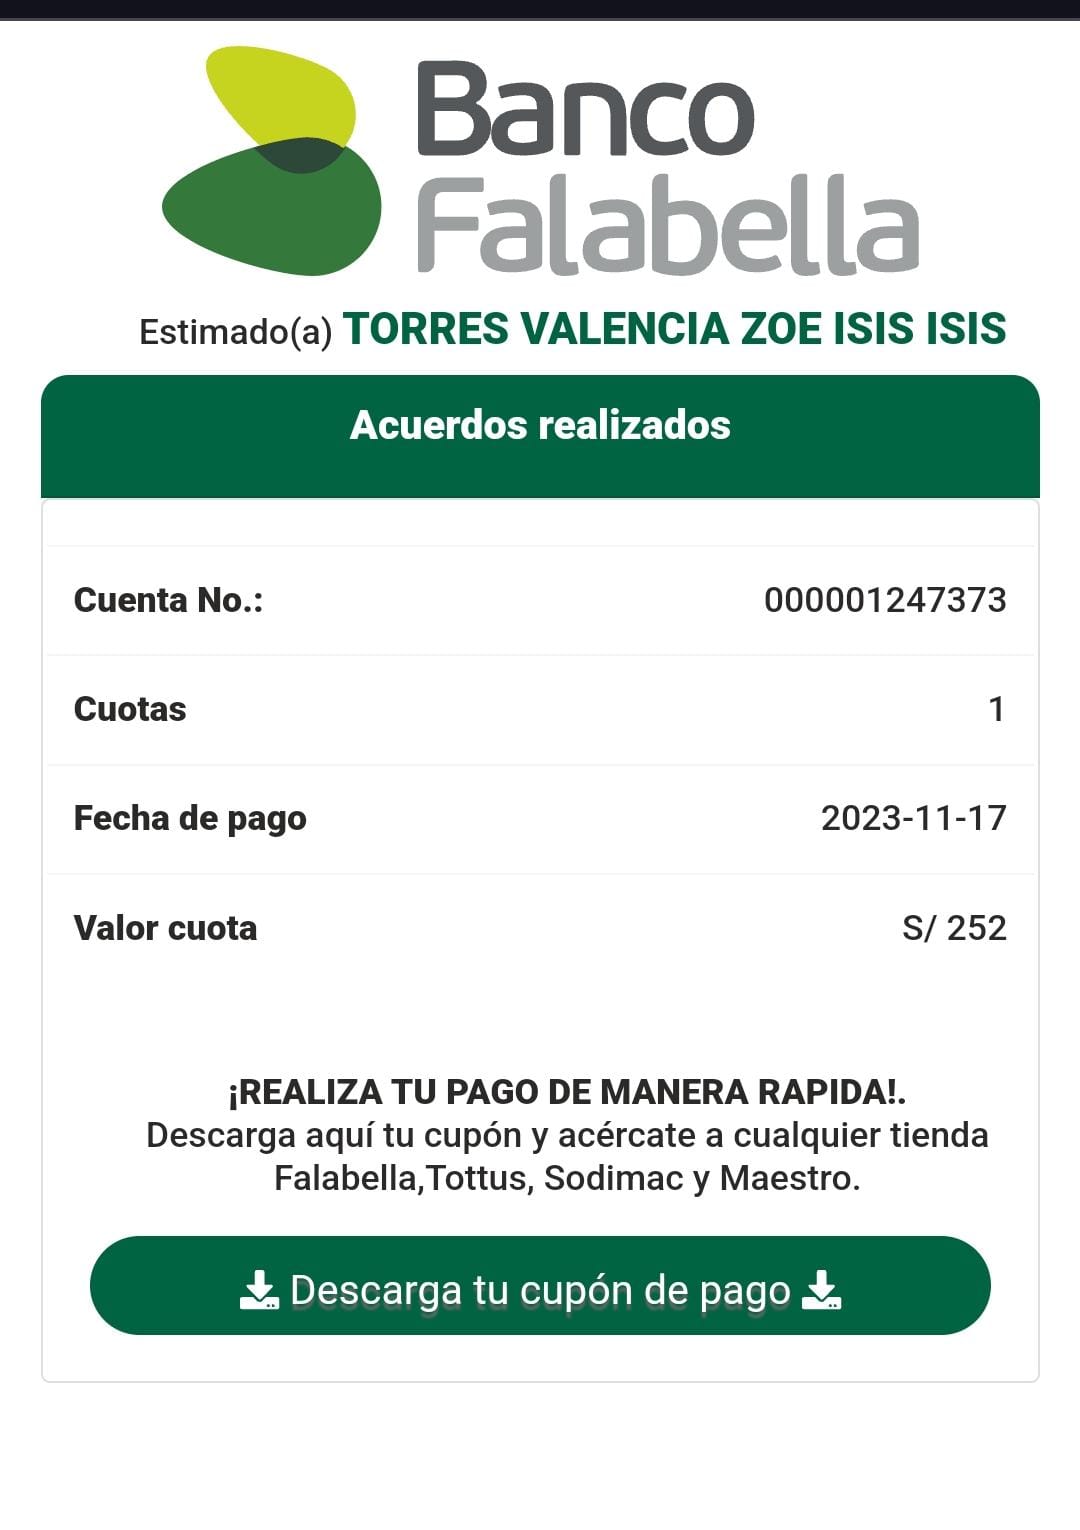 Banco
Falabella
Estimado(a) TORRES VALENCIA ZOE ISIS ISIS
Acuerdos realizados
Cuenta No.: 000001247373
Cuotas 1
Fecha de pago 2023-11-17
Valor cuota S/ 252
¡REALIZA TU PAGO DE MANERA RAPIDA!.
Descarga aquí tu cupón y acércate a cualquier tienda
Falabella,Tottus, Sodimac y Maestro.
Descarga tu cupón de pago